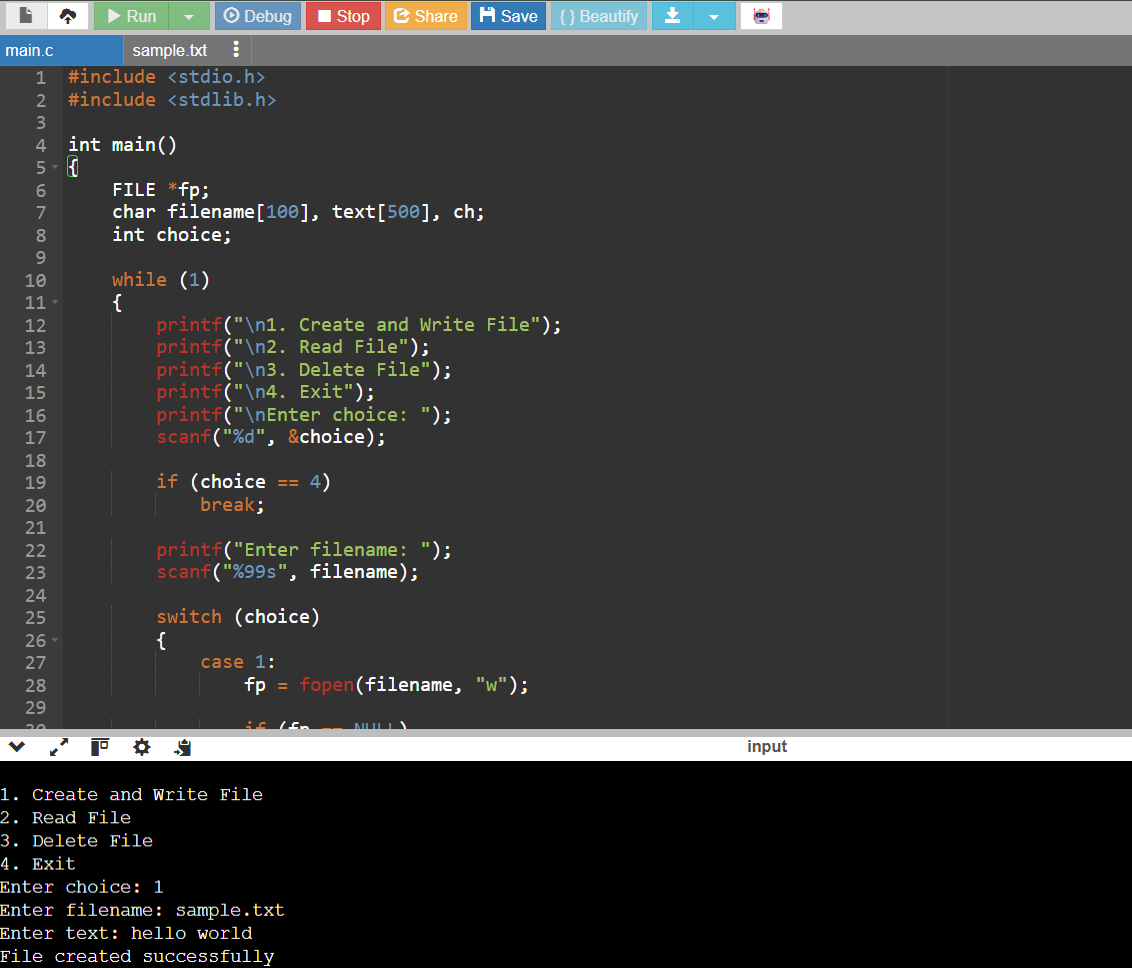 Run Debug Stop Share Save { } Beautify
main.c sample.txt
1 #include <stdio.h>
2 #include <stdlib.h>
3
4 int main()
5 {
6 FILE *fp;
7 char filename[100], text[500], ch;
8 int choice;
9
10 while (1)
11 {
12 printf("\n1. Create and Write File");
13 printf("\n2. Read File");
14 printf("\n3. Delete File");
15 printf("\n4. Exit");
16 printf("\nEnter choice: ");
17 scanf("%d", &choice);
18
19 if (choice == 4)
20 break;
21
22 printf("Enter filename: ");
23 scanf("%99s", filename);
24
25 switch (choice)
26 {
27 case 1:
28 fp = fopen(filename, "w");
29
30 if (fp == NULL)
input
1. Create and Write File
2. Read File
3. Delete File
4. Exit
Enter choice: 1
Enter filename: sample.txt
Enter text: hello world
File created successfully